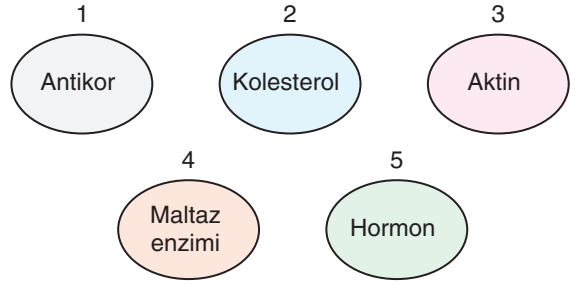 1 2 3
Antikor Kolesterol Aktin
4 5
Maltaz
enzimi
Hormon